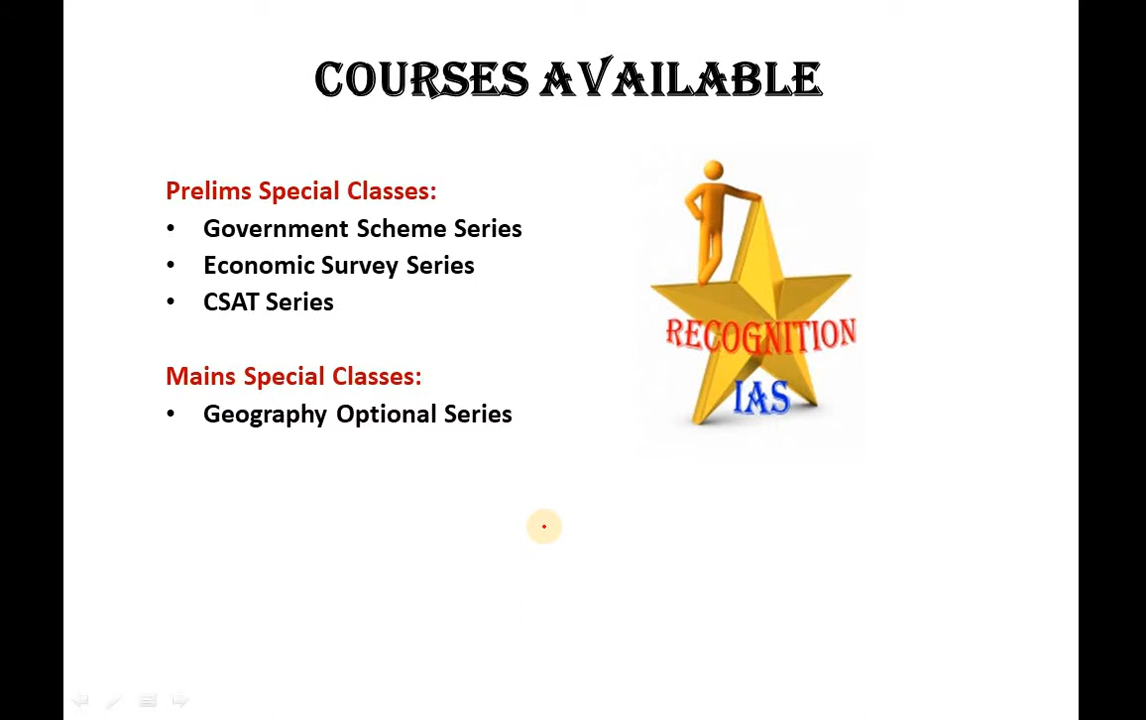 COURSES AVAILABLE
Prelims Special Classes:
• Government Scheme Series
• Economic Survey Series
• CSAT Series
Mains Special Classes:
• Geography Optional Series
RECOGNITION
IAS